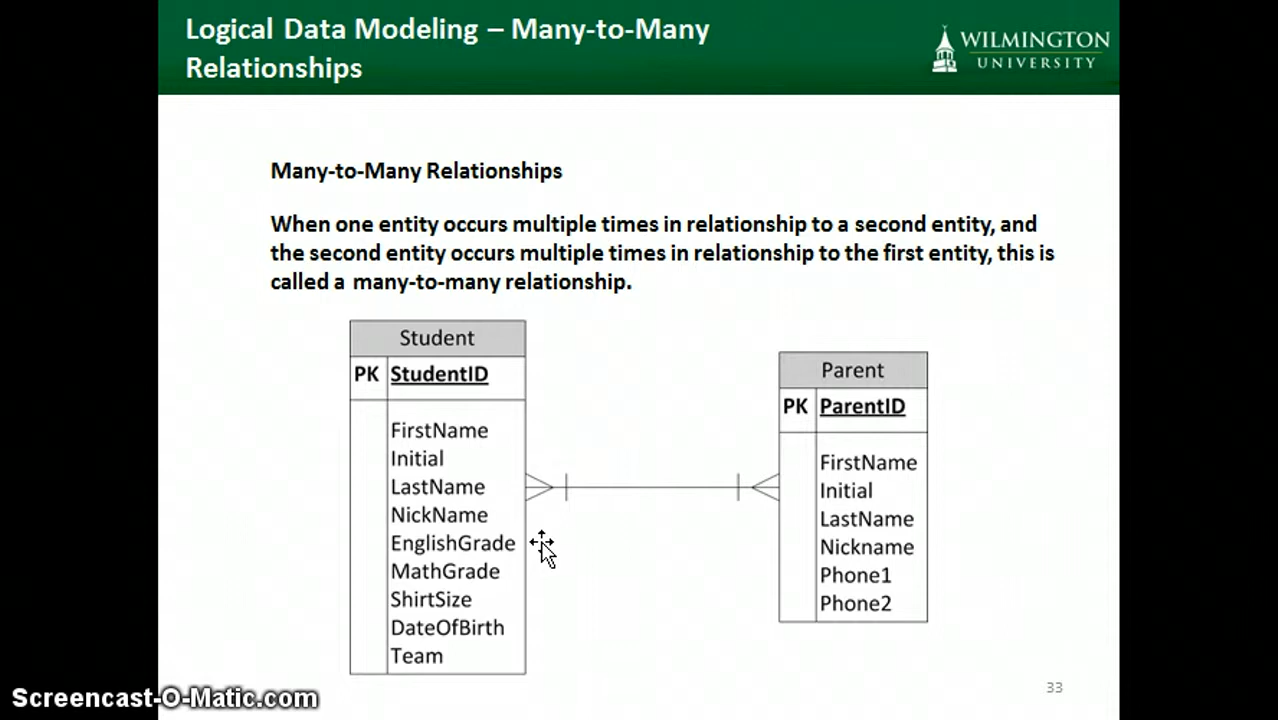 Logical Data Modeling – Many-to-Many
Relationships
WILMINGTON
UNIVERSITY
Many-to-Many Relationships
When one entity occurs multiple times in relationship to a second entity, and
the second entity occurs multiple times in relationship to the first entity, this is
called a many-to-many relationship.
Student
PK StudentID
FirstName
Initial
LastName
NickName
EnglishGrade
MathGrade
ShirtSize
DateOfBirth
Team
Parent
PK ParentID
FirstName
Initial
LastName
Nickname
Phone1
Phone2
33
Screencast-O-Matic.com